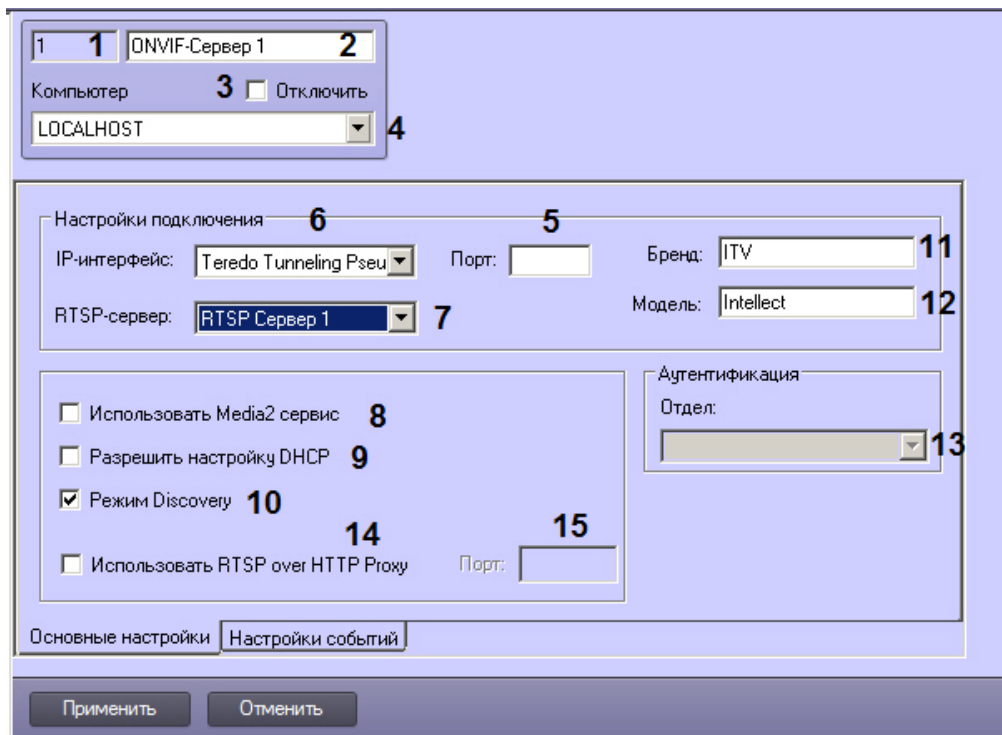 1 1 ONVIF-Сервер 1 2
Компьютер 3 Отключить
LOCALHOST 4
Настройки подключения 6 5
IP-интерфейс: Teredo Tunneling Pseu Порт: Бренд: ITV 11
RTSP-сервер: RTSP Сервер 1 7 Модель: Intellect 12
Аутентификация
Использовать Media2 сервис 8 Отдел:
Разрешить настройку DHCP 9 13
Режим Discovery 10
14 15
Использовать RTSP over HTTP Proxy Порт:
Основные настройки Настройки событий
Применить Отменить